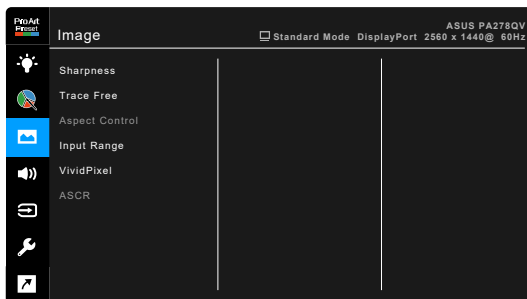 ProArt
Preset
Image
ASUS PA278QV
Standard Mode DisplayPort 2560 x 1440@ 60Hz
Sharpness
Trace Free
Aspect Control
Input Range
VividPixel
ASCR